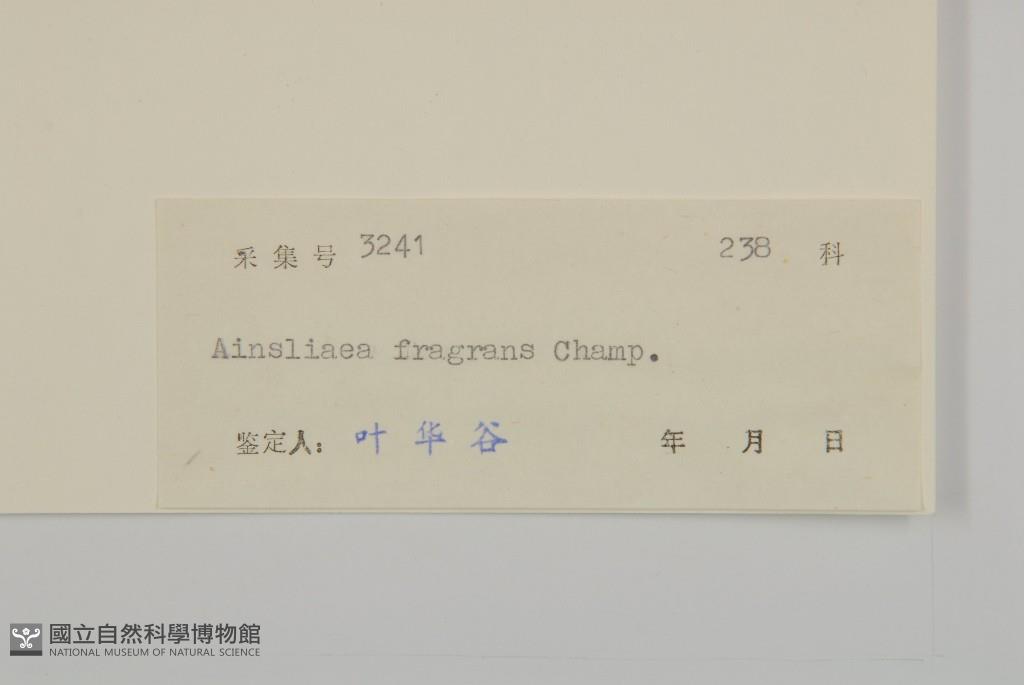 采集号 3241 238 科
Ainsliaea fragrans Champ.
鉴定人: 叶华谷 年 月 日
國立自然科學博物館
NATIONAL MUSEUM OF NATURAL SCIENCE